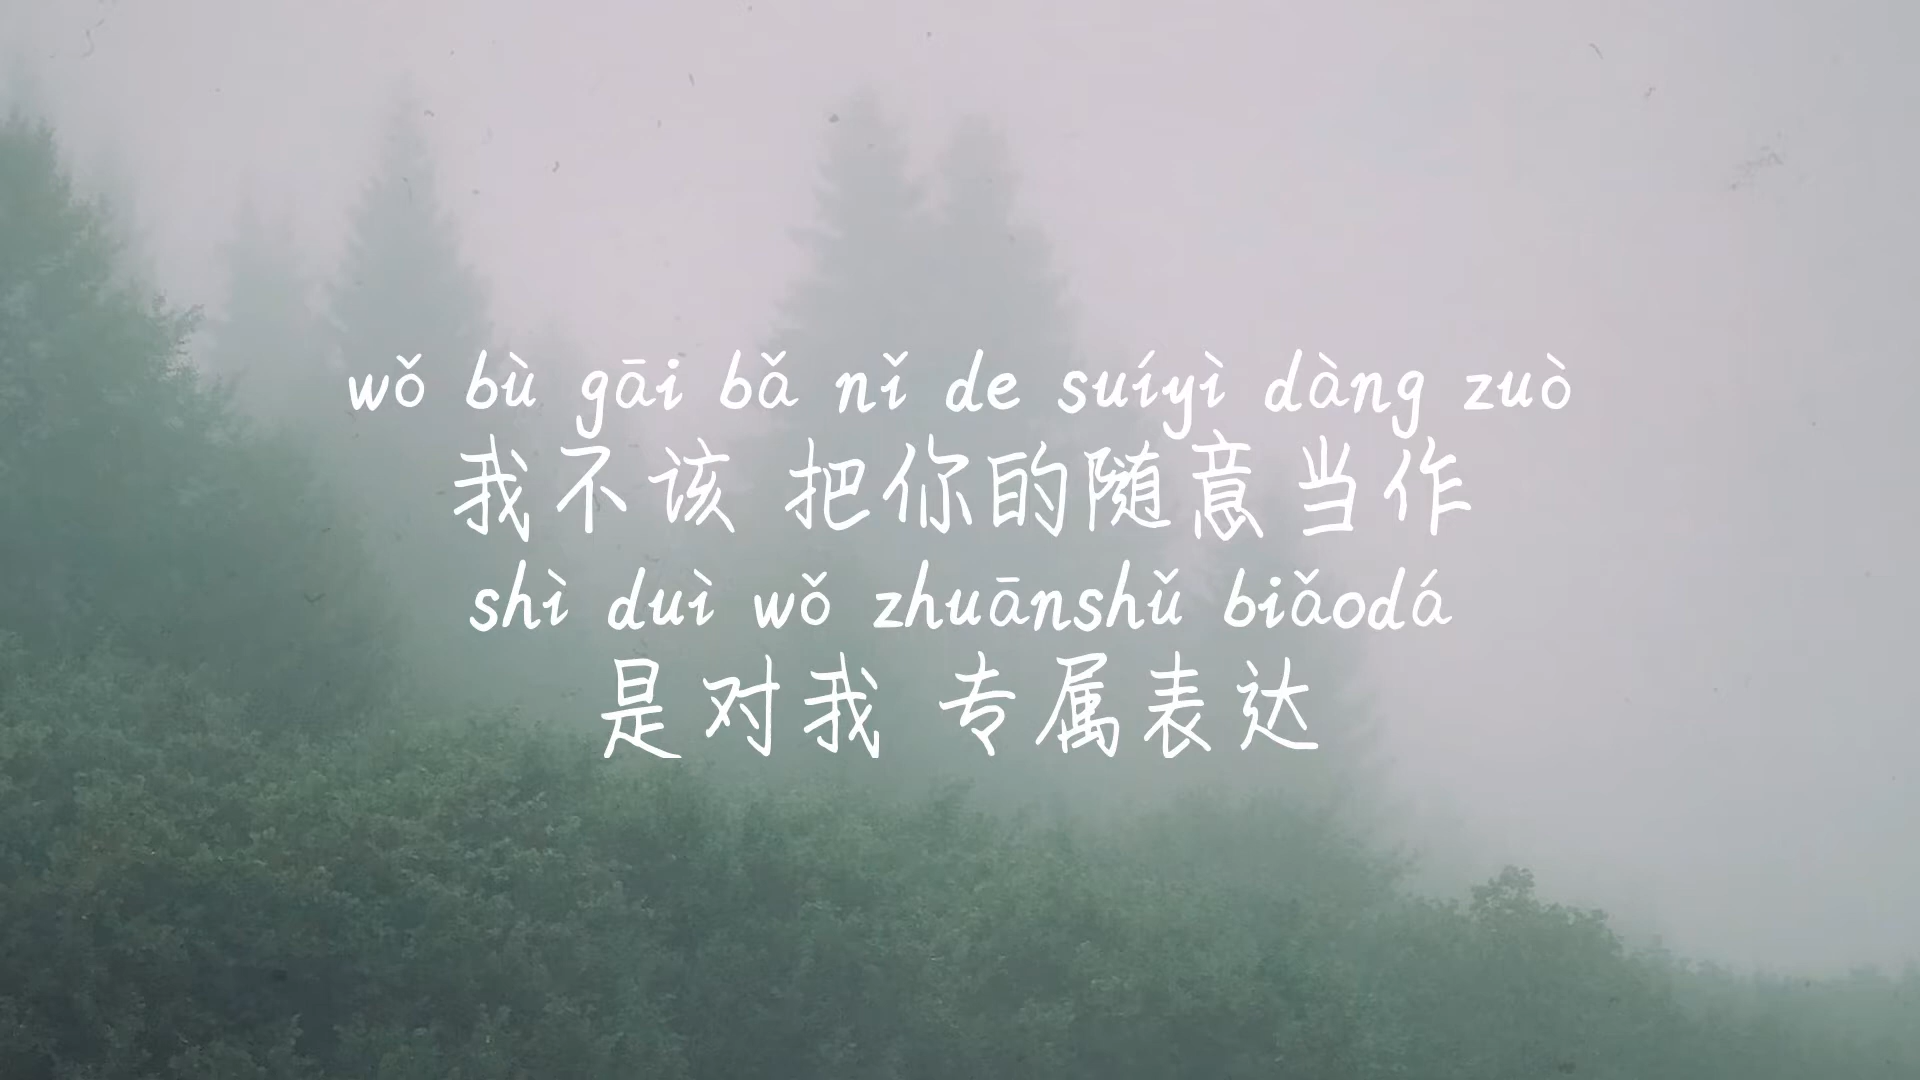 wǒ bù gāi bǎ nǐ de suíyì dàng zuò
我不该 把你的随意当作
shì duì wǒ zhuānshǔ biǎodá
是对我 专属表达